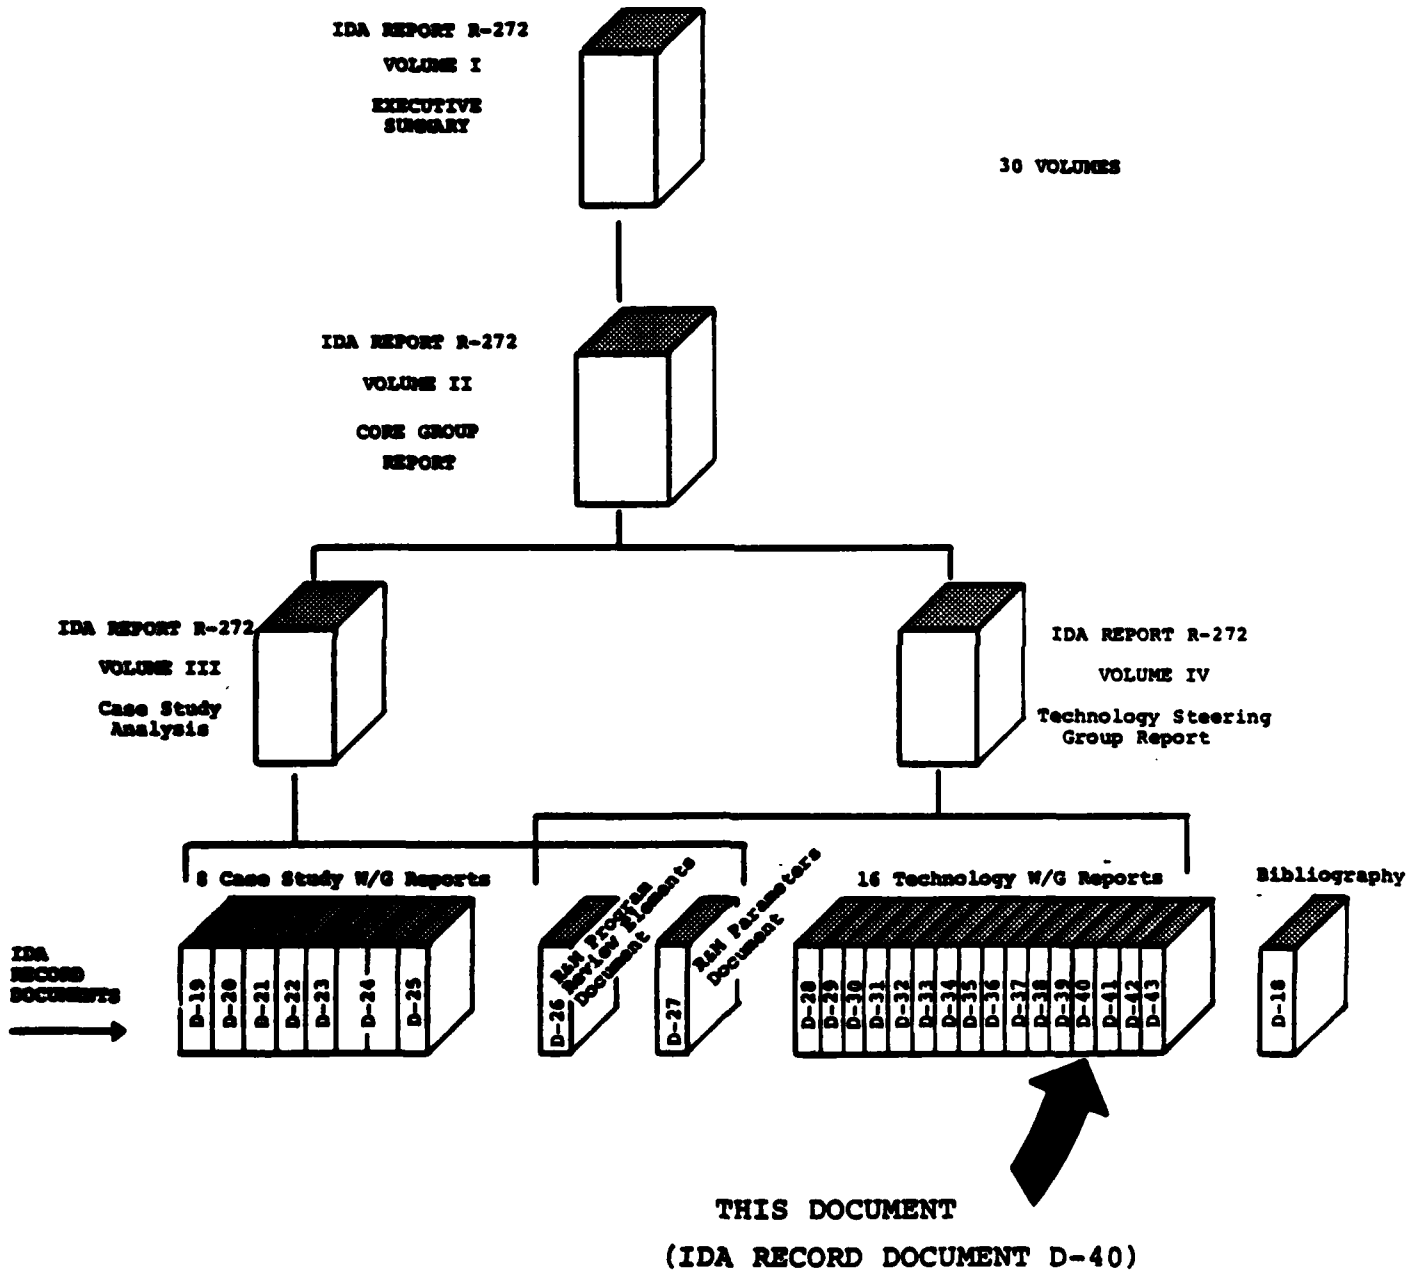 IDA REPORT R-272
VOLUME I
EXECUTIVE
SUMMARY
30 VOLUMES
IDA REPORT R-272
VOLUME II
CORE GROUP
REPORT
IDA REPORT R-272
VOLUME III
Case Study
Analysis
IDA REPORT R-272
VOLUME IV
Technology Steering
Group Report
8 Case Study W/G Reports
R&M Program
Review Elements
Document
R&M Parameters
Document
16 Technology W/G Reports
Bibliography
IDA
RECORD
DOCUMENTS
D-19
D-20
D-21
D-22
D-23
D-24
D-25
D-26
D-27
D-28
D-29
D-30
D-31
D-32
D-33
D-34
D-35
D-36
D-37
D-38
D-39
D-40
D-41
D-42
D-43
D-18
THIS DOCUMENT
(IDA RECORD DOCUMENT D-40)